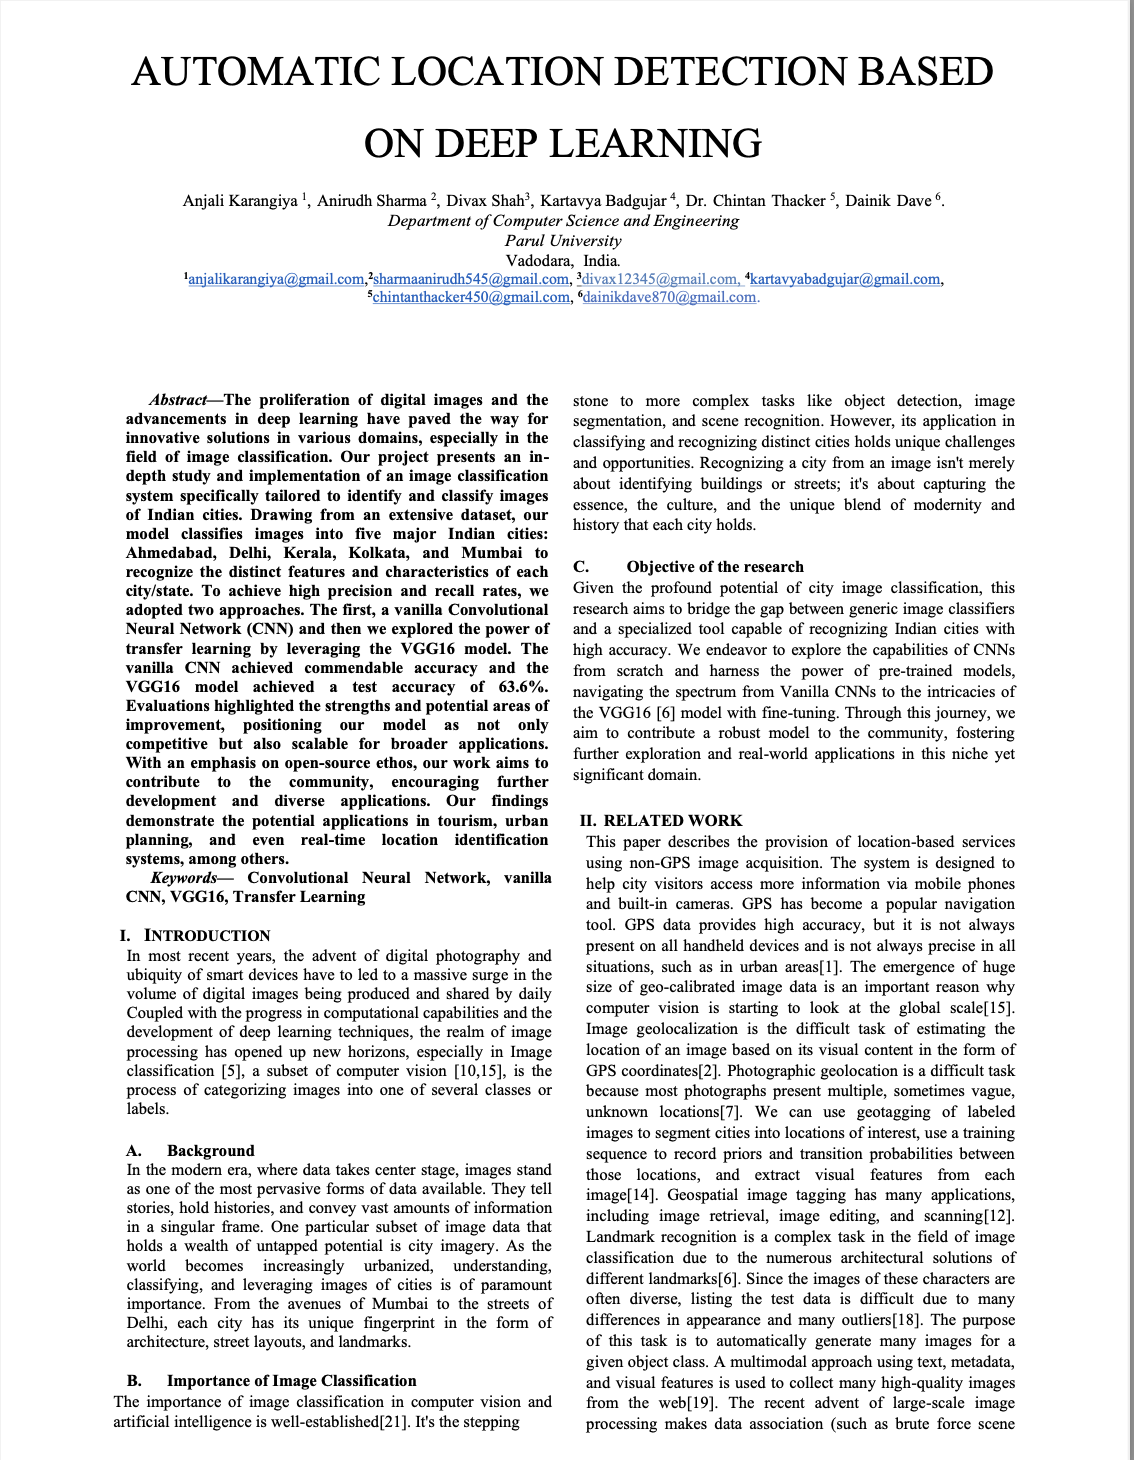 AUTOMATIC LOCATION DETECTION BASED
ON DEEP LEARNING
Anjali Karangiya 1, Anirudh Sharma 2, Divax Shah3, Kartavya Badgujar 4, Dr. Chintan Thacker 5, Dainik Dave 6.
Department of Computer Science and Engineering
Parul University
Vadodara, India.
1anjalikarangiya@gmail.com,2sharmaanirudh545@gmail.com, 3divax12345@gmail.com, 4kartavyabadgujar@gmail.com,
5chintanthacker450@gmail.com, 6dainikdave870@gmail.com.
Abstract—The proliferation of digital images and the
advancements in deep learning have paved the way for
innovative solutions in various domains, especially in the
field of image classification. Our project presents an in-
depth study and implementation of an image classification
system specifically tailored to identify and classify images
of Indian cities. Drawing from an extensive dataset, our
model classifies images into five major Indian cities:
Ahmedabad, Delhi, Kerala, Kolkata, and Mumbai to
recognize the distinct features and characteristics of each
city/state. To achieve high precision and recall rates, we
adopted two approaches. The first, a vanilla Convolutional
Neural Network (CNN) and then we explored the power of
transfer learning by leveraging the VGG16 model. The
vanilla CNN achieved commendable accuracy and the
VGG16 model achieved a test accuracy of 63.6%.
Evaluations highlighted the strengths and potential areas of
improvement, positioning our model as not only
competitive but also scalable for broader applications.
With an emphasis on open-source ethos, our work aims to
contribute to the community, encouraging further
development and diverse applications. Our findings
demonstrate the potential applications in tourism, urban
planning, and even real-time location identification
systems, among others.
Keywords— Convolutional Neural Network, vanilla
CNN, VGG16, Transfer Learning
I. INTRODUCTION
In most recent years, the advent of digital photography and
ubiquity of smart devices have to led to a massive surge in the
volume of digital images being produced and shared by daily
Coupled with the progress in computational capabilities and the
development of deep learning techniques, the realm of image
processing has opened up new horizons, especially in Image
classification [5], a subset of computer vision [10,15], is the
process of categorizing images into one of several classes or
labels.
A. Background
In the modern era, where data takes center stage, images stand
as one of the most pervasive forms of data available. They tell
stories, hold histories, and convey vast amounts of information
in a singular frame. One particular subset of image data that
holds a wealth of untapped potential is city imagery. As the
world becomes increasingly urbanized, understanding,
classifying, and leveraging images of cities is of paramount
importance. From the avenues of Mumbai to the streets of
Delhi, each city has its unique fingerprint in the form of
architecture, street layouts, and landmarks.
B. Importance of Image Classification
The importance of image classification in computer vision and
artificial intelligence is well-established[21]. It's the stepping
stone to more complex tasks like object detection, image
segmentation, and scene recognition. However, its application in
classifying and recognizing distinct cities holds unique challenges
and opportunities. Recognizing a city from an image isn't merely
about identifying buildings or streets; it's about capturing the
essence, the culture, and the unique blend of modernity and
history that each city holds.
C. Objective of the research
Given the profound potential of city image classification, this
research aims to bridge the gap between generic image classifiers
and a specialized tool capable of recognizing Indian cities with
high accuracy. We endeavor to explore the capabilities of CNNs
from scratch and harness the power of pre-trained models,
navigating the spectrum from Vanilla CNNs to the intricacies of
the VGG16 [6] model with fine-tuning. Through this journey, we
aim to contribute a robust model to the community, fostering
further exploration and real-world applications in this niche yet
significant domain.
II. RELATED WORK
This paper describes the provision of location-based services
using non-GPS image acquisition. The system is designed to
help city visitors access more information via mobile phones
and built-in cameras. GPS has become a popular navigation
tool. GPS data provides high accuracy, but it is not always
present on all handheld devices and is not always precise in all
situations, such as in urban areas[1]. The emergence of huge
size of geo-calibrated image data is an important reason why
computer vision is starting to look at the global scale[15].
Image geolocalization is the difficult task of estimating the
location of an image based on its visual content in the form of
GPS coordinates[2]. Photographic geolocation is a difficult task
because most photographs present multiple, sometimes vague,
unknown locations[7]. We can use geotagging of labeled
images to segment cities into locations of interest, use a training
sequence to record priors and transition probabilities between
those locations, and extract visual features from each
image[14]. Geospatial image tagging has many applications,
including image retrieval, image editing, and scanning[12].
Landmark recognition is a complex task in the field of image
classification due to the numerous architectural solutions of
different landmarks[6]. Since the images of these characters are
often diverse, listing the test data is difficult due to many
differences in appearance and many outliers[18]. The purpose
of this task is to automatically generate many images for a
given object class. A multimodal approach using text, metadata,
and visual features is used to collect many high-quality images
from the web[19]. The recent advent of large-scale image
processing makes data association (such as brute force scene